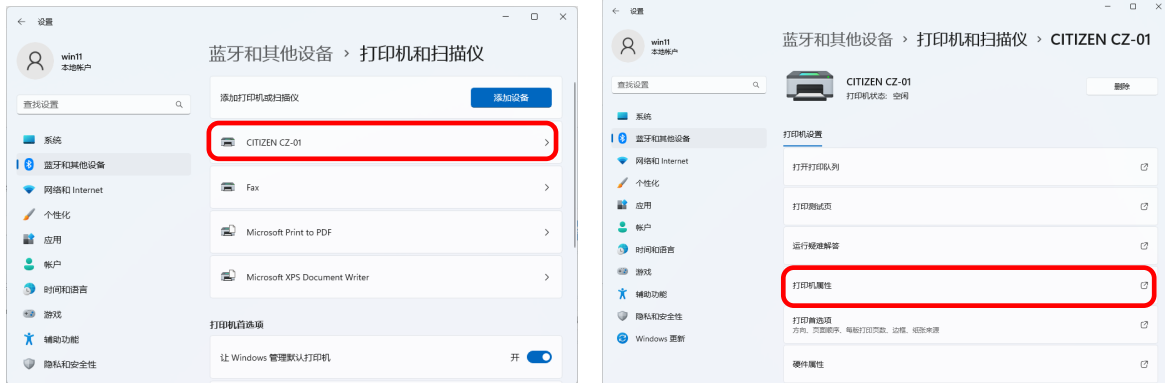 设置
win11
本地帐户
查找设置
系统
蓝牙和其他设备
网络和 Internet
个性化
应用
帐户
时间和语言
游戏
辅助功能
隐私和安全性
蓝牙和其他设备 › 打印机和扫描仪
添加打印机或扫描仪
添加设备
CITIZEN CZ-01
Fax
Microsoft Print to PDF
Microsoft XPS Document Writer
打印机首选项
让 Windows 管理默认打印机
开
设置
win11
本地帐户
查找设置
系统
蓝牙和其他设备
网络和 Internet
个性化
应用
帐户
时间和语言
游戏
辅助功能
隐私和安全性
Windows 更新
蓝牙和其他设备 › 打印机和扫描仪 › CITIZEN CZ-01
CITIZEN CZ-01
打印机状态: 空闲
删除
打印机设置
打开打印队列
打印测试页
运行疑难解答
打印机属性
打印首选项
方向、页面顺序、每版打印页数、边框、纸张来源
硬件属性